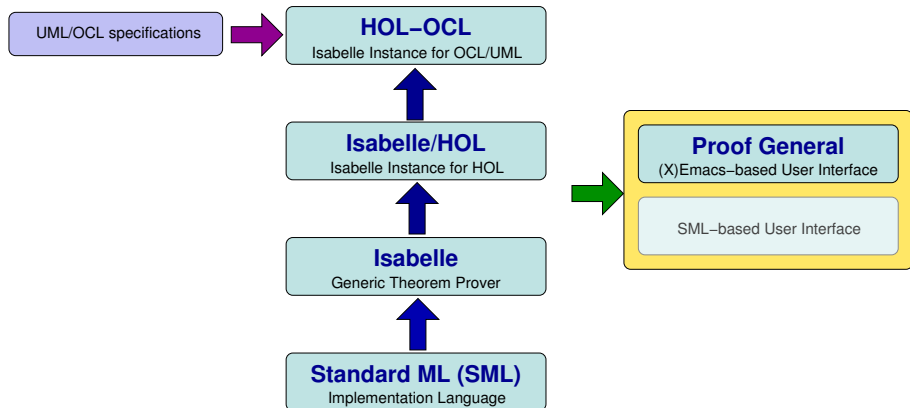 UML/OCL specifications
HOL−OCL
Isabelle Instance for OCL/UML
Isabelle/HOL
Isabelle Instance for HOL
Isabelle
Generic Theorem Prover
Standard ML (SML)
Implementation Language
Proof General
(X)Emacs−based User Interface
SML−based User Interface